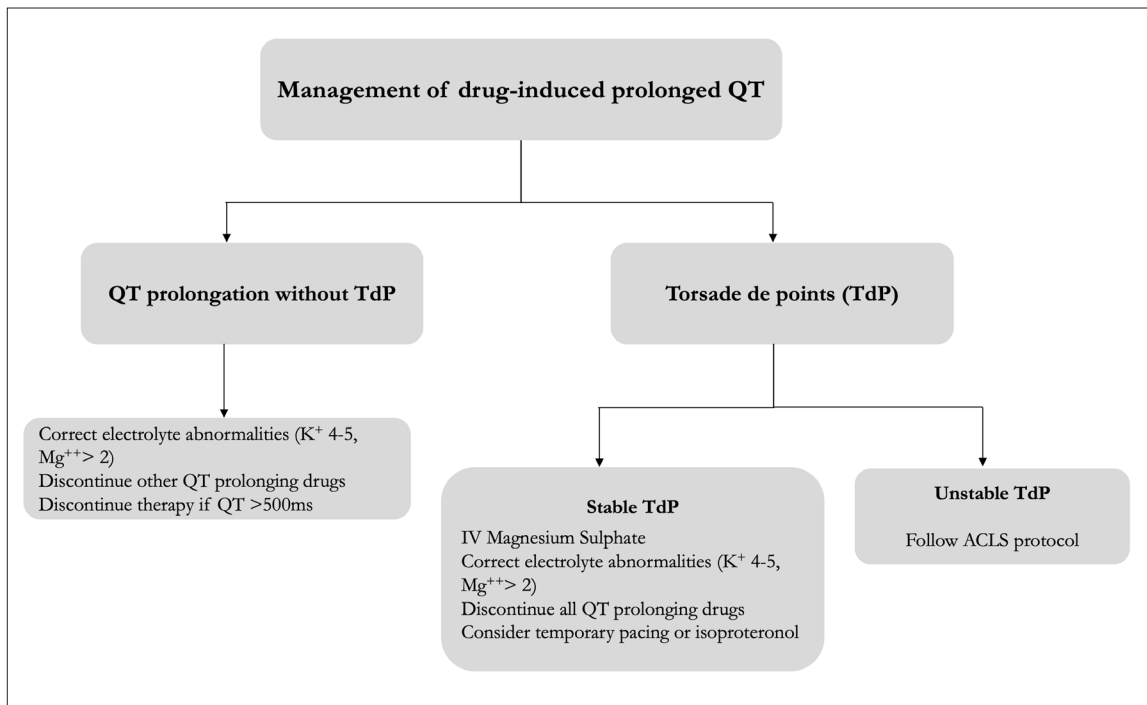 Management of drug-induced prolonged QT
QT prolongation without TdP
Torsade de points (TdP)
Correct electrolyte abnormalities (K⁺ 4-5,
Mg⁺⁺> 2)
Discontinue other QT prolonging drugs
Discontinue therapy if QT >500ms
Stable TdP
IV Magnesium Sulphate
Correct electrolyte abnormalities (K⁺ 4-5,
Mg⁺⁺> 2)
Discontinue all QT prolonging drugs
Consider temporary pacing or isoproteronol
Unstable TdP
Follow ACLS protocol